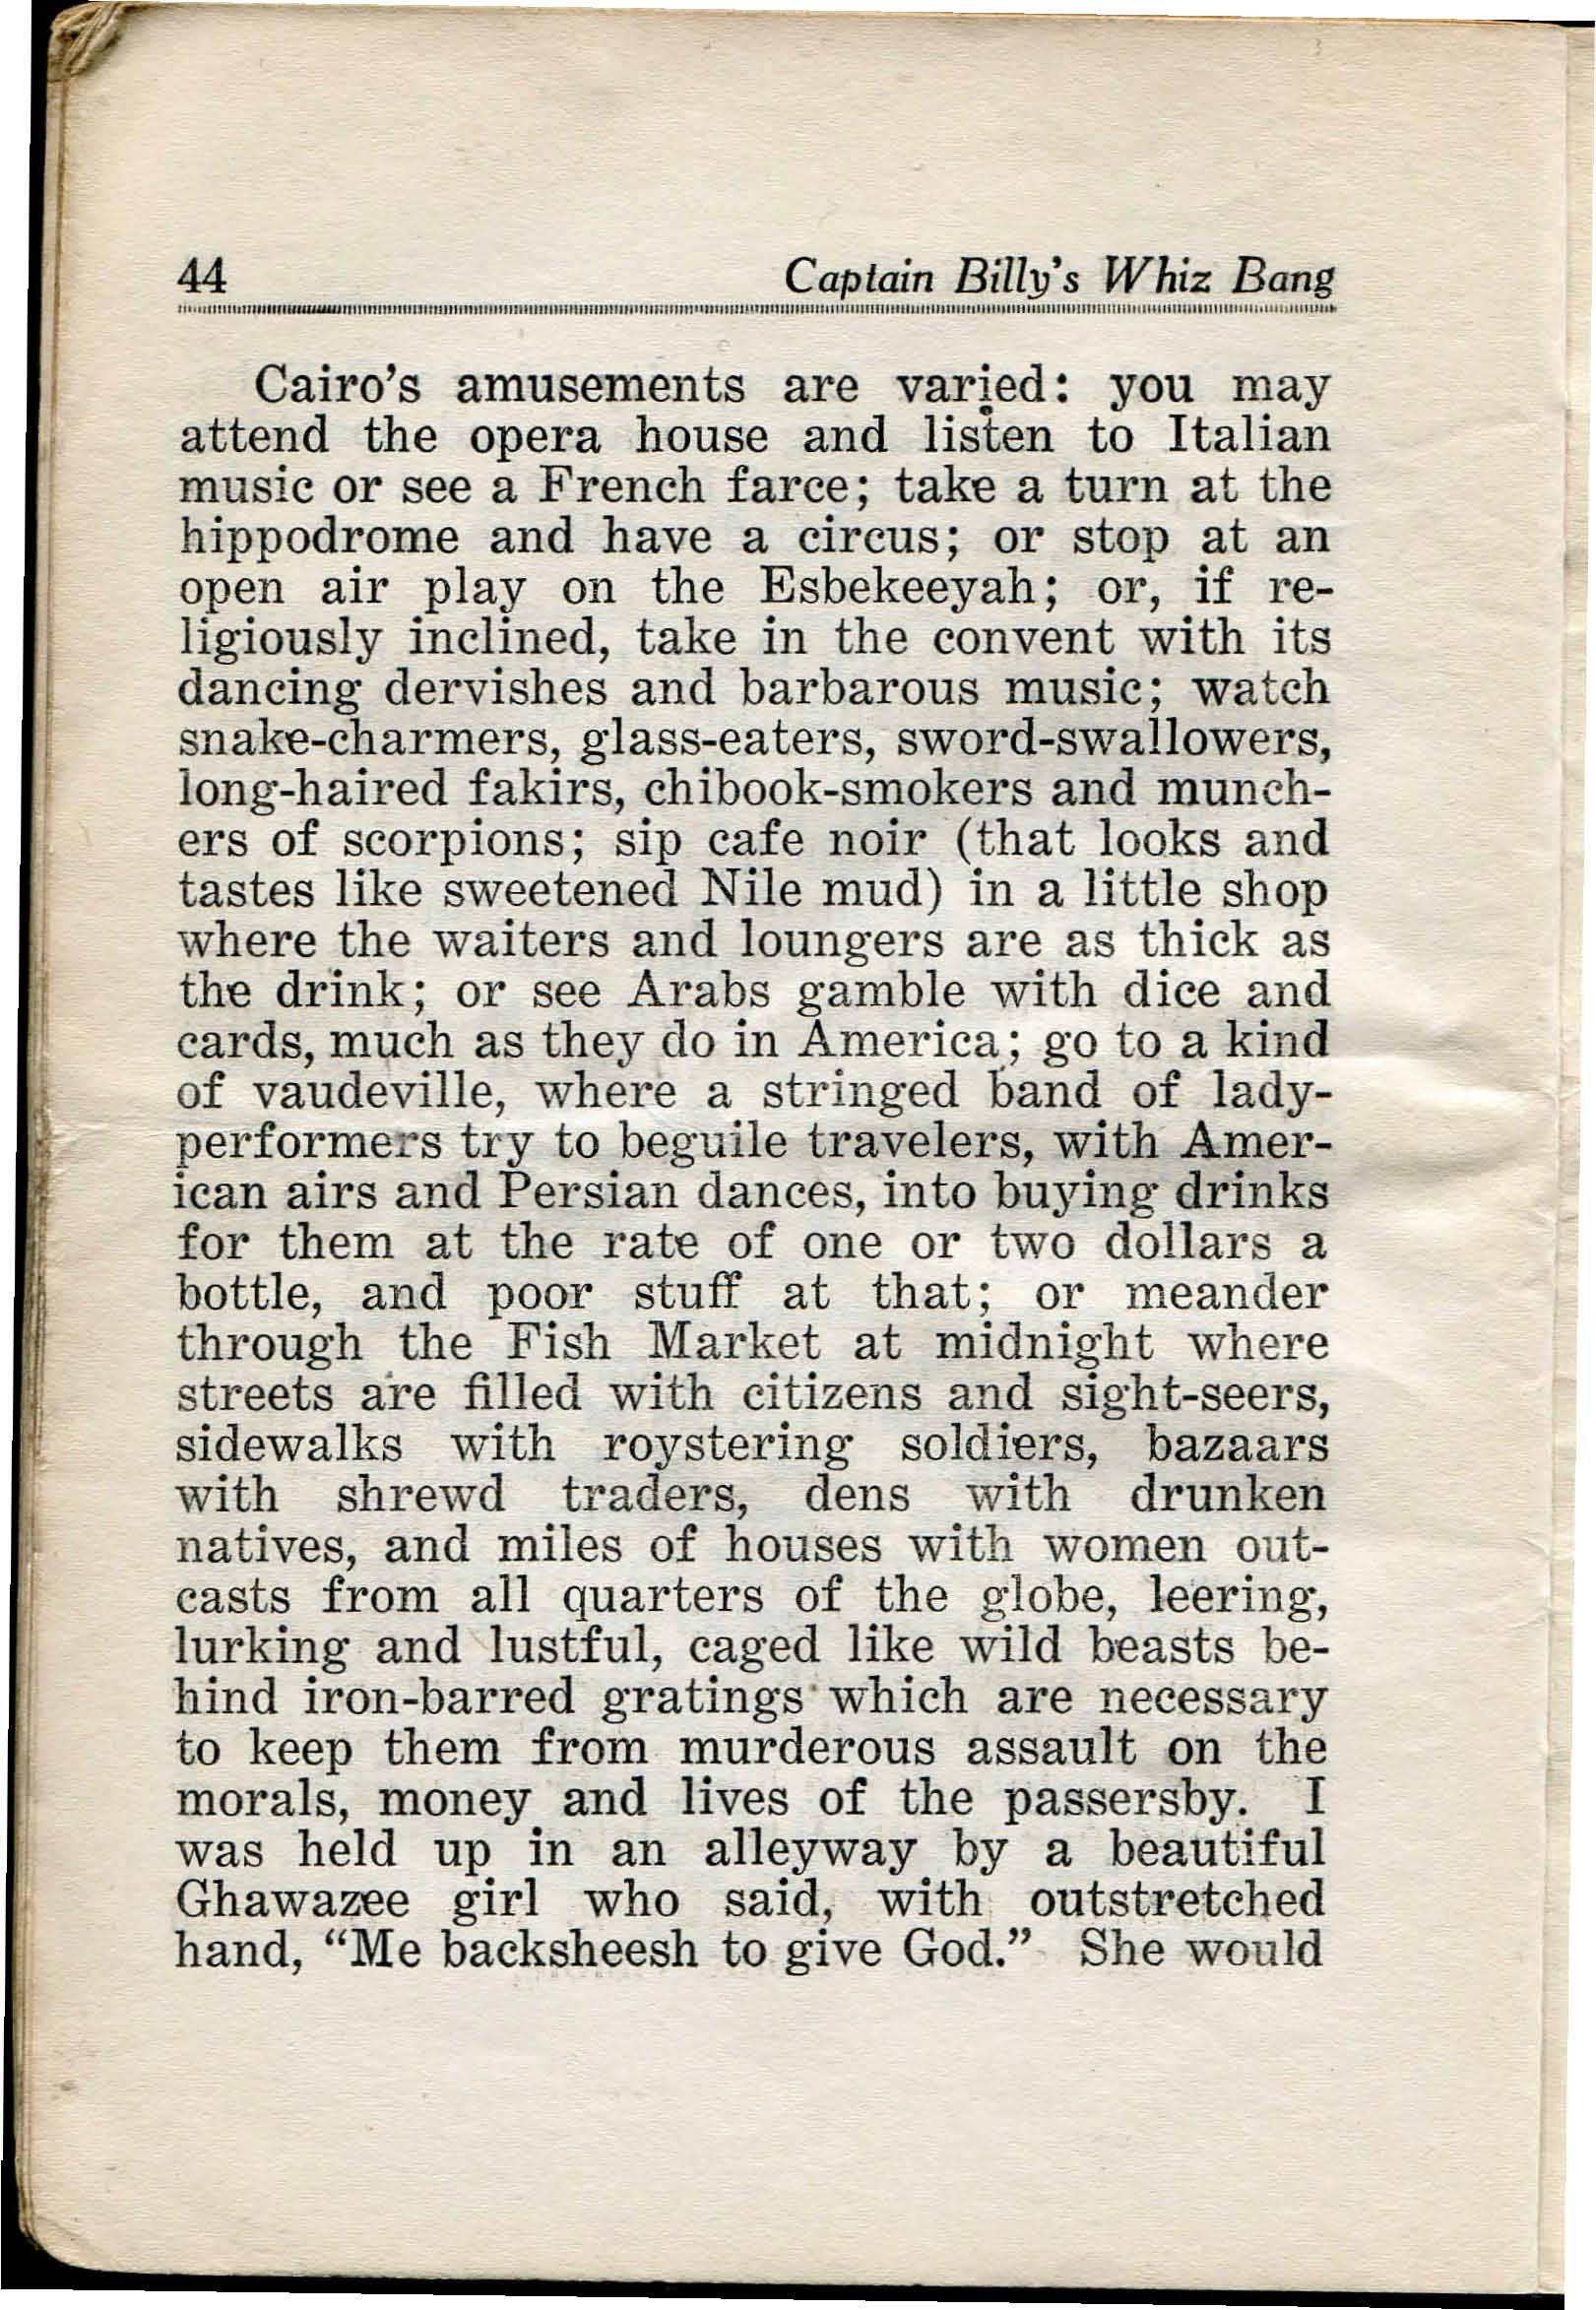 44 Captain Billy's Whiz Bang
Cairo's amusements are varied: you may
attend the opera house and listen to Italian
music or see a French farce; take a turn at the
hippodrome and have a circus; or stop at an
open air play on the Esbekeeyah; or, if re-
ligiously inclined, take in the convent with its
dancing dervishes and barbarous music; watch
snake-charmers, glass-eaters, sword-swallowers,
long-haired fakirs, chibook-smokers and munch-
ers of scorpions; sip cafe noir (that looks and
tastes like sweetened Nile mud) in a little shop
where the waiters and loungers are as thick as
the drink; or see Arabs gamble with dice and
cards, much as they do in America; go to a kind
of vaudeville, where a stringed band of lady-
performers try to beguile travelers, with Amer-
ican airs and Persian dances, into buying drinks
for them at the rate of one or two dollars a
bottle, and poor stuff at that; or meander
through the Fish Market at midnight where
streets are filled with citizens and sight-seers,
sidewalks with roystering soldiers, bazaars
with shrewd traders, dens with drunken
natives, and miles of houses with women out-
casts from all quarters of the globe, leering,
lurking and lustful, caged like wild beasts be-
hind iron-barred gratings which are necessary
to keep them from murderous assault on the
morals, money and lives of the passersby. I
was held up in an alleyway by a beautiful
Ghawazee girl who said, with outstretched
hand, “Me backsheesh to give God.” She would